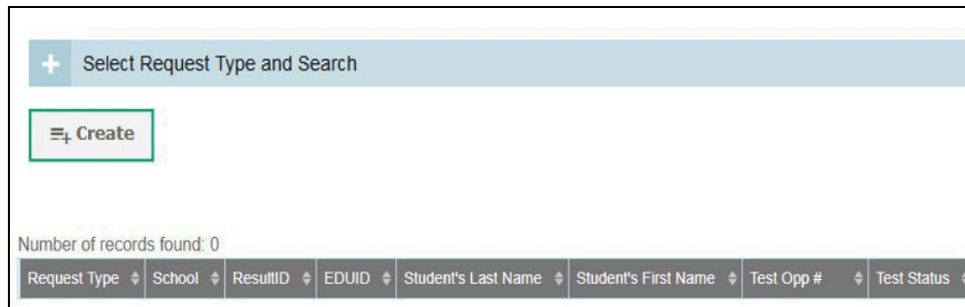 Select Request Type and Search
Create
Number of records found: 0
Request Type School ResultID EDUID Student's Last Name Student's First Name Test Opp # Test Status